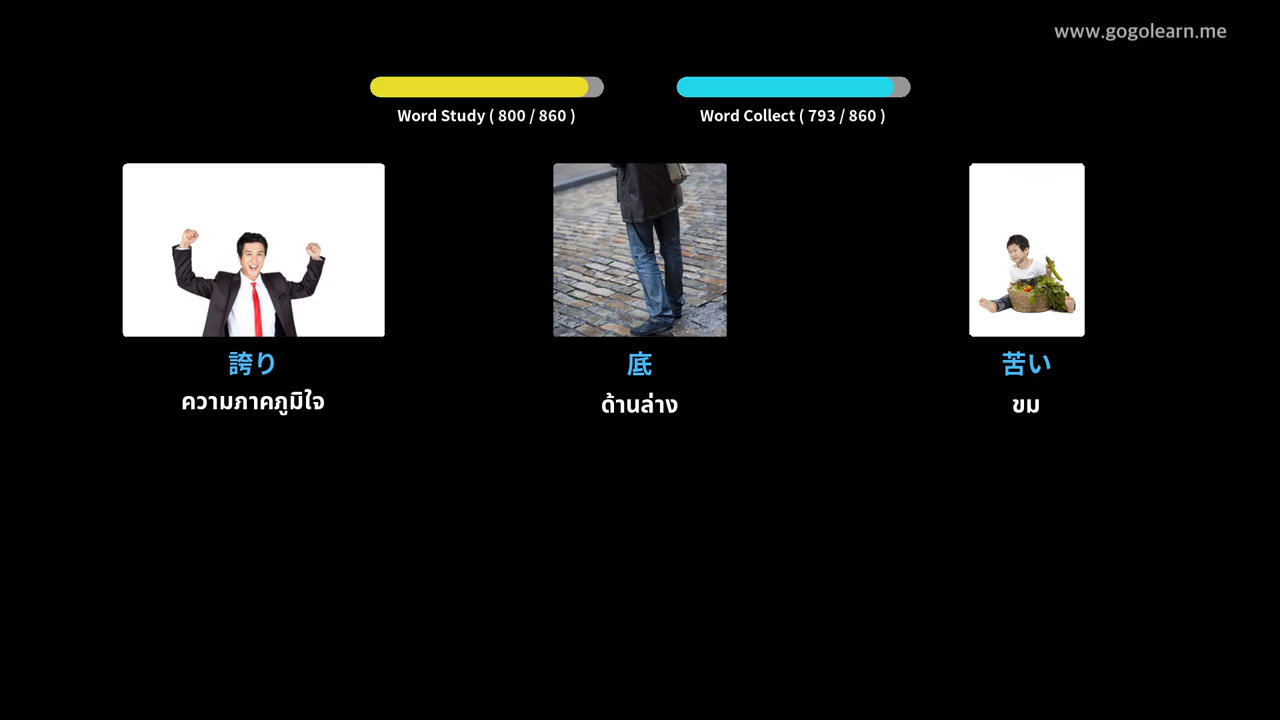 www.gogolearn.me
Word Study ( 800 / 860 )
Word Collect ( 793 / 860 )
誇り
底
苦い
ความภาคภูมิใจ
ด้านล่าง
ขม